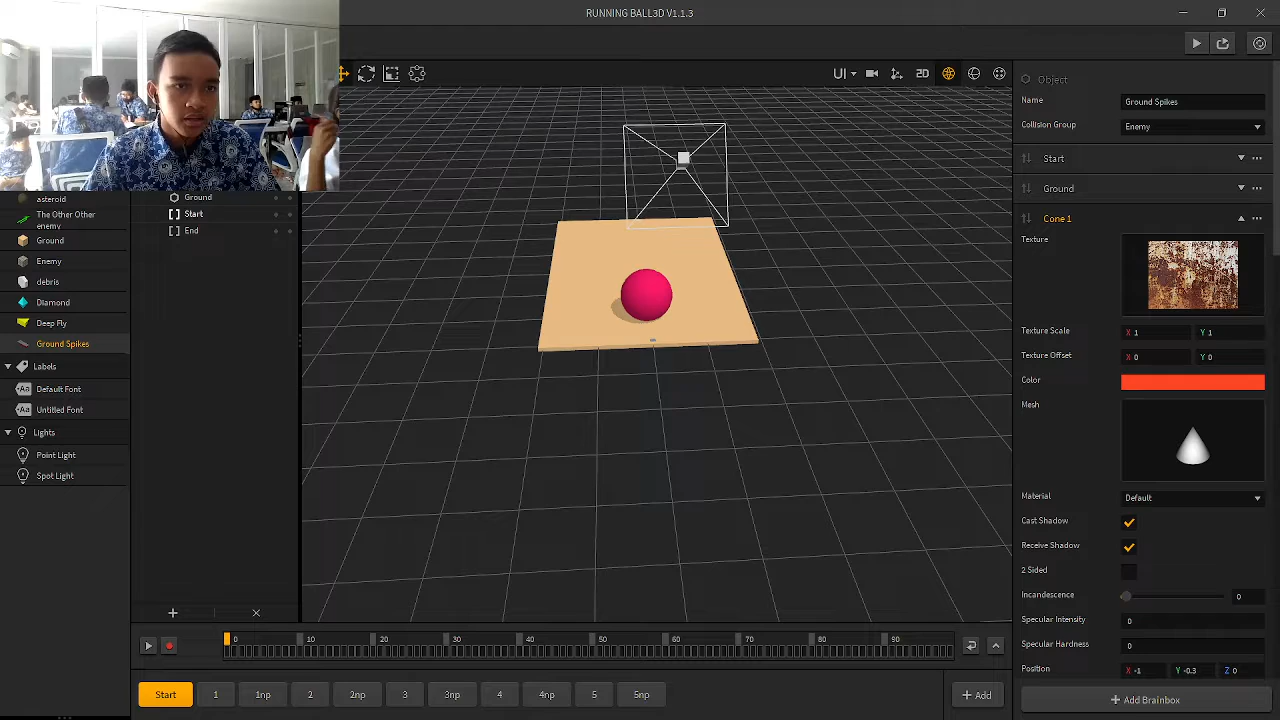 RUNNING BALL3D V1.1.3
UI
2D
asteroid
The Other Other
enemy
Ground
Enemy
debris
Diamond
Deep Fly
Ground Spikes
Labels
Default Font
Untitled Font
Lights
Point Light
Spot Light
Ground
Start
End
Object
Name
Ground Spikes
Collision Group
Enemy
Start
Ground
Cone 1
Texture
Texture Scale
X 1
Y 1
Texture Offset
X 0
Y 0
Color
Mesh
Material
Default
Cast Shadow
Receive Shadow
2 Sided
Incandescence
0
Specular Intensity
0
Specular Hardness
0
Position
X -1
Y -0.3
Z 0
+ Add Brainbox
0 10 20 30 40 50 60 70 80 90
Start
1
1np
2
2np
3
3np
4
4np
5
5np
+ Add